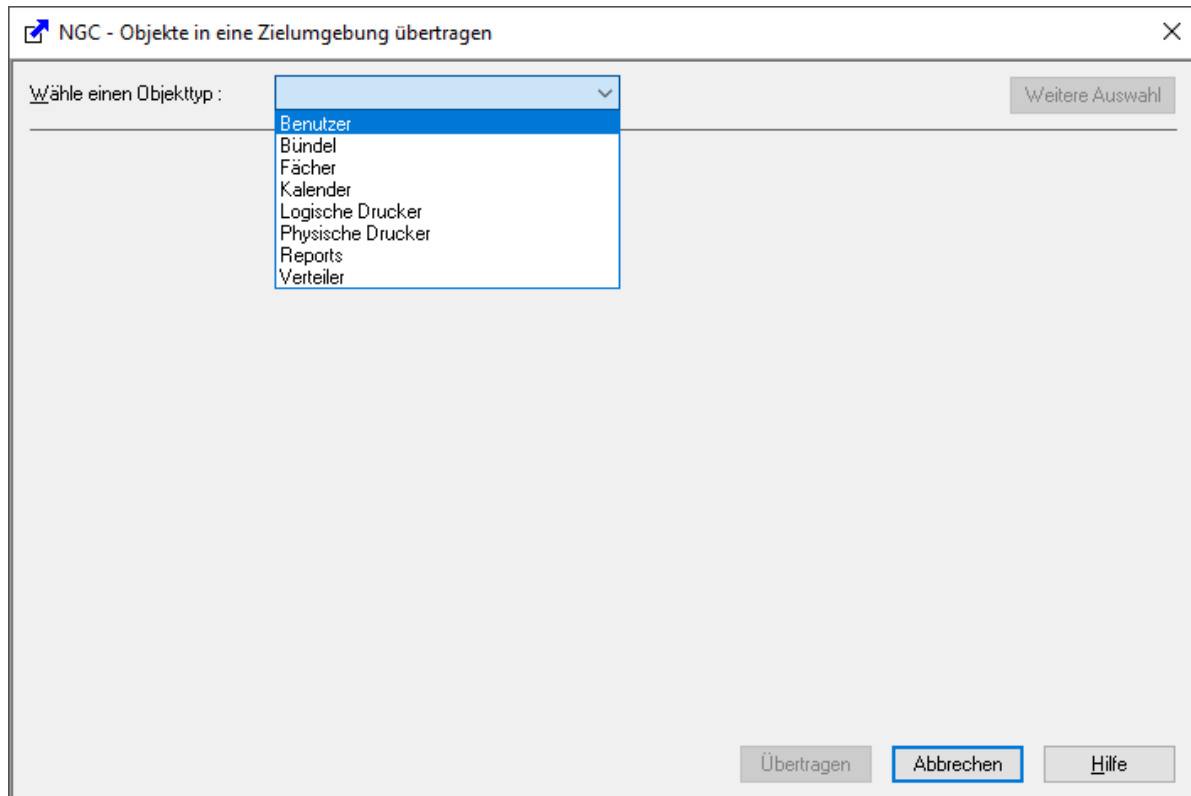 NGC - Objekte in eine Zielumgebung übertragen
Wähle einen Objekttyp :
Weitere Auswahl
Benutzer
Bündel
Fächer
Kalender
Logische Drucker
Physische Drucker
Reports
Verteiler
Übertragen
Abbrechen
Hilfe